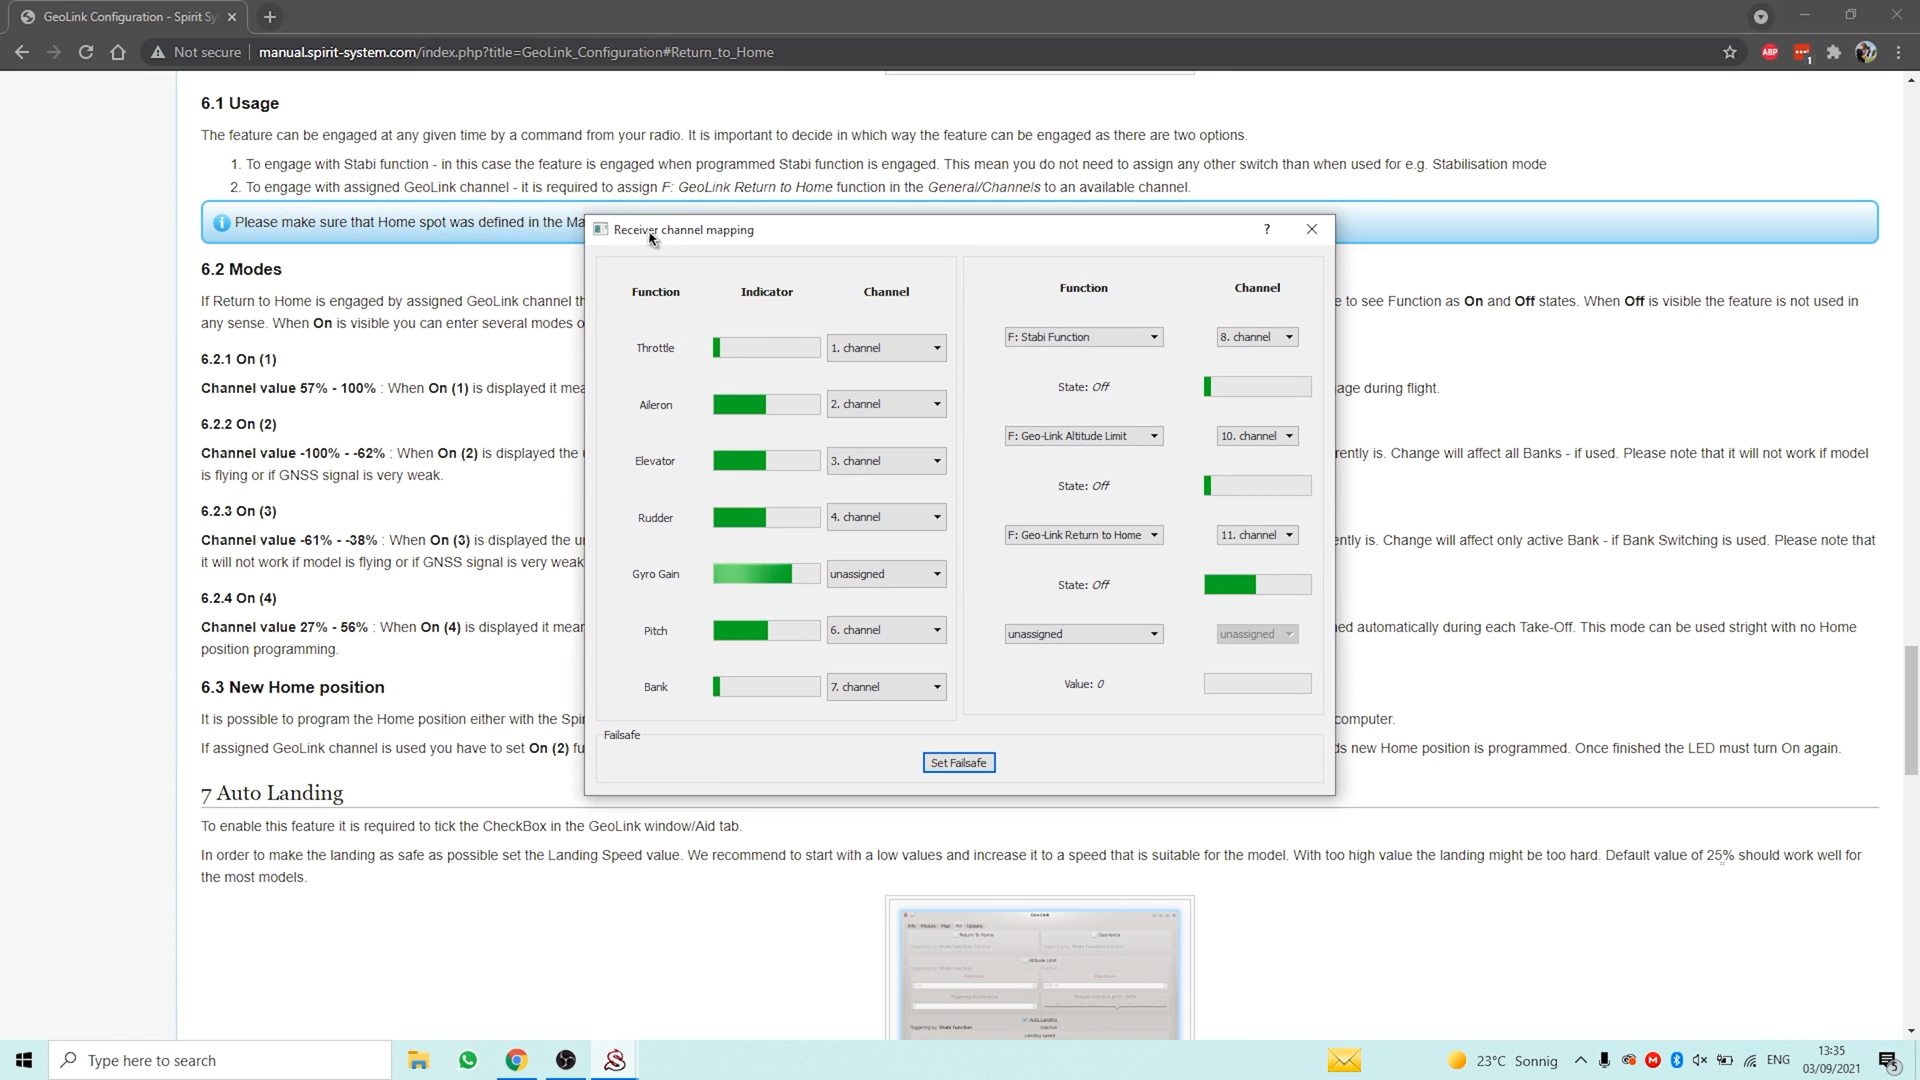 GeoLink Configuration - Spirit Sy
Not secure
manual.spirit-system.com/index.php?title=GeoLink_Configuration#Return_to_Home
ABP
1
6.1 Usage
The feature can be engaged at any given time by a command from your radio. It is important to decide in which way the feature can be engaged as there are two options.
1. To engage with Stabi function - in this case the feature is engaged when programmed Stabi function is engaged. This mean you do not need to assign any other switch than when used for e.g. Stabilisation mode
2. To engage with assigned GeoLink channel - it is required to assign F: GeoLink Return to Home function in the General/Channels to an available channel.
Please make sure that Home spot was defined in the Ma
6.2 Modes
If Return to Home is engaged by assigned GeoLink channel th
e to see Function as On and Off states. When Off is visible the feature is not used in
any sense. When On is visible you can enter several modes o
6.2.1 On (1)
Channel value 57% - 100% : When On (1) is displayed it mea
age during flight.
6.2.2 On (2)
Channel value -100% - -62% : When On (2) is displayed the
rently is. Change will affect all Banks - if used. Please note that it will not work if model
is flying or if GNSS signal is very weak.
6.2.3 On (3)
Channel value -61% - -38% : When On (3) is displayed the u
ently is. Change will affect only active Bank - if Bank Switching is used. Please note that
it will not work if model is flying or if GNSS signal is very weak
6.2.4 On (4)
Channel value 27% - 56% : When On (4) is displayed it mean
ed automatically during each Take-Off. This mode can be used stright with no Home
position programming.
6.3 New Home position
It is possible to program the Home position either with the Spi
computer.
If assigned GeoLink channel is used you have to set On (2) fu
ds new Home position is programmed. Once finished the LED must turn On again.
7 Auto Landing
To enable this feature it is required to tick the CheckBox in the GeoLink window/Aid tab.
In order to make the landing as safe as possible set the Landing Speed value. We recommend to start with a low values and increase it to a speed that is suitable for the model. With too high value the landing might be too hard. Default value of 25% should work well for
the most models.
Receiver channel mapping
?
Function Indicator Channel
Throttle 1. channel
Aileron 2. channel
Elevator 3. channel
Rudder 4. channel
Gyro Gain unassigned
Pitch 6. channel
Bank 7. channel
Function Channel
F: Stabi Function 8. channel
State: Off
F: Geo-Link Altitude Limit 10. channel
State: Off
F: Geo-Link Return to Home 11. channel
State: Off
unassigned unassigned
Value: 0
Failsafe
Set Failsafe
GeoLink
Info Module Map Aid Update
Return To Home
Geo-fence
Altitude Limit
Auto Landing
Triggering by: Stabi function
Inactive
Landing speed
Type here to search
23°C Sonnig
ENG
13:35
03/09/2021
5